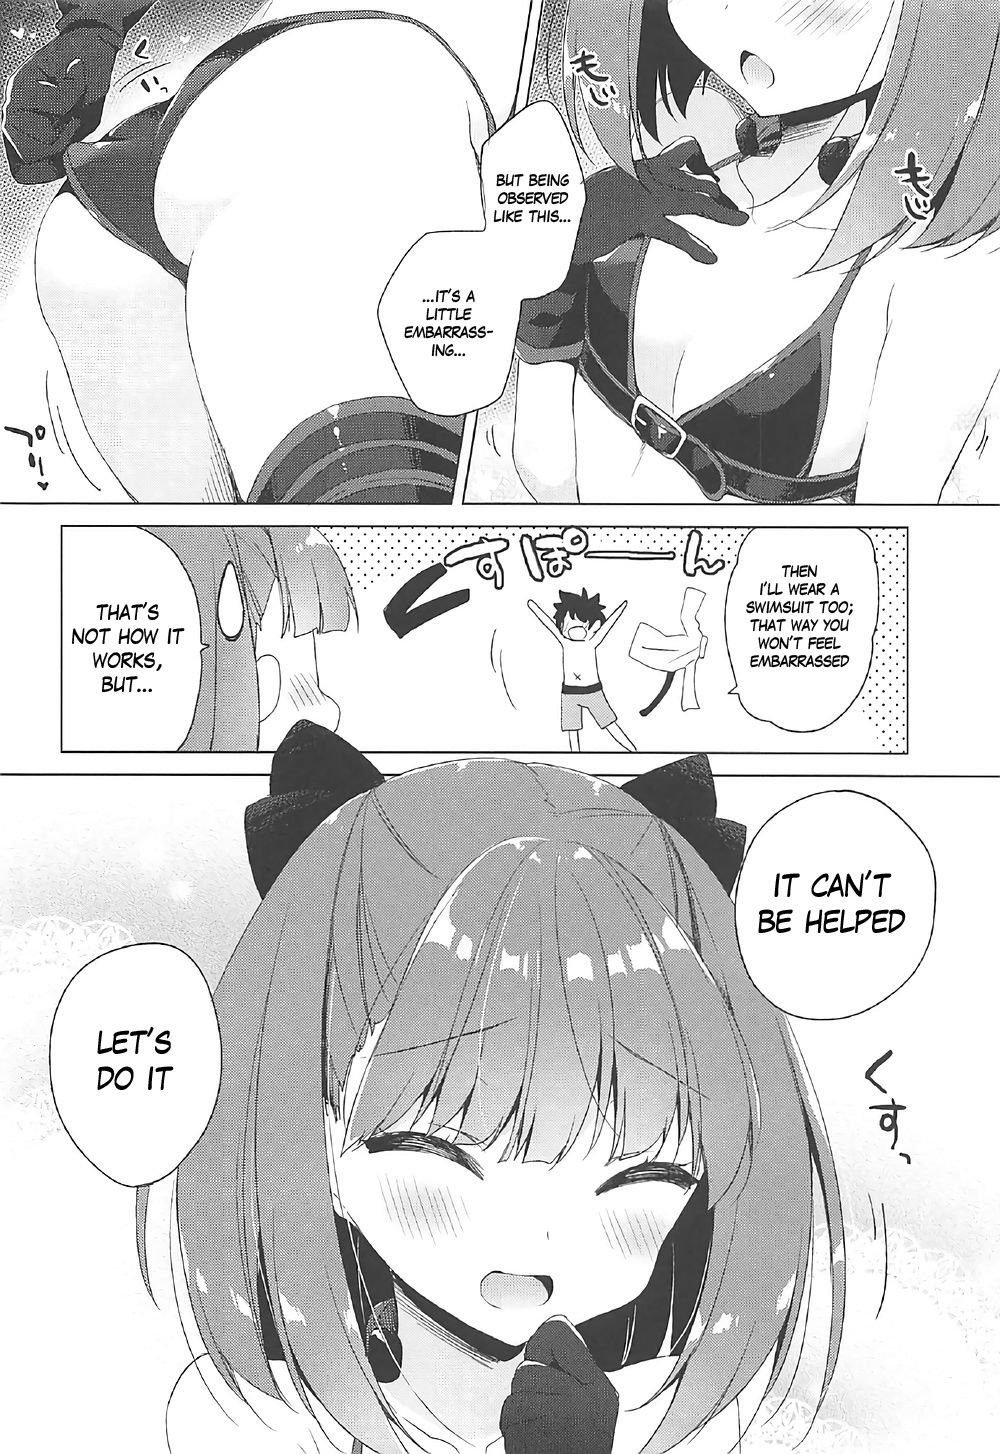 もじ
もじ
BUT BEING
OBSERVED
LIKE THIS...
...IT'S A
LITTLE
EMBARRASS-
ING...
く
THEN
I'LL WEAR A
SWIMSUIT TOO;
THAT WAY YOU
WON'T FEEL
EMBARRASSED
すぽーん
THAT'S
NOT HOW IT
WORKS,
BUT...
IT CAN'T
BE HELPED
くすっ
LET'S
DO IT